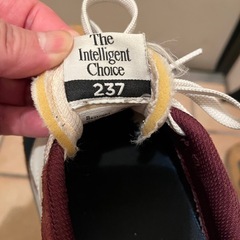 The
Intelligent
Choice
237